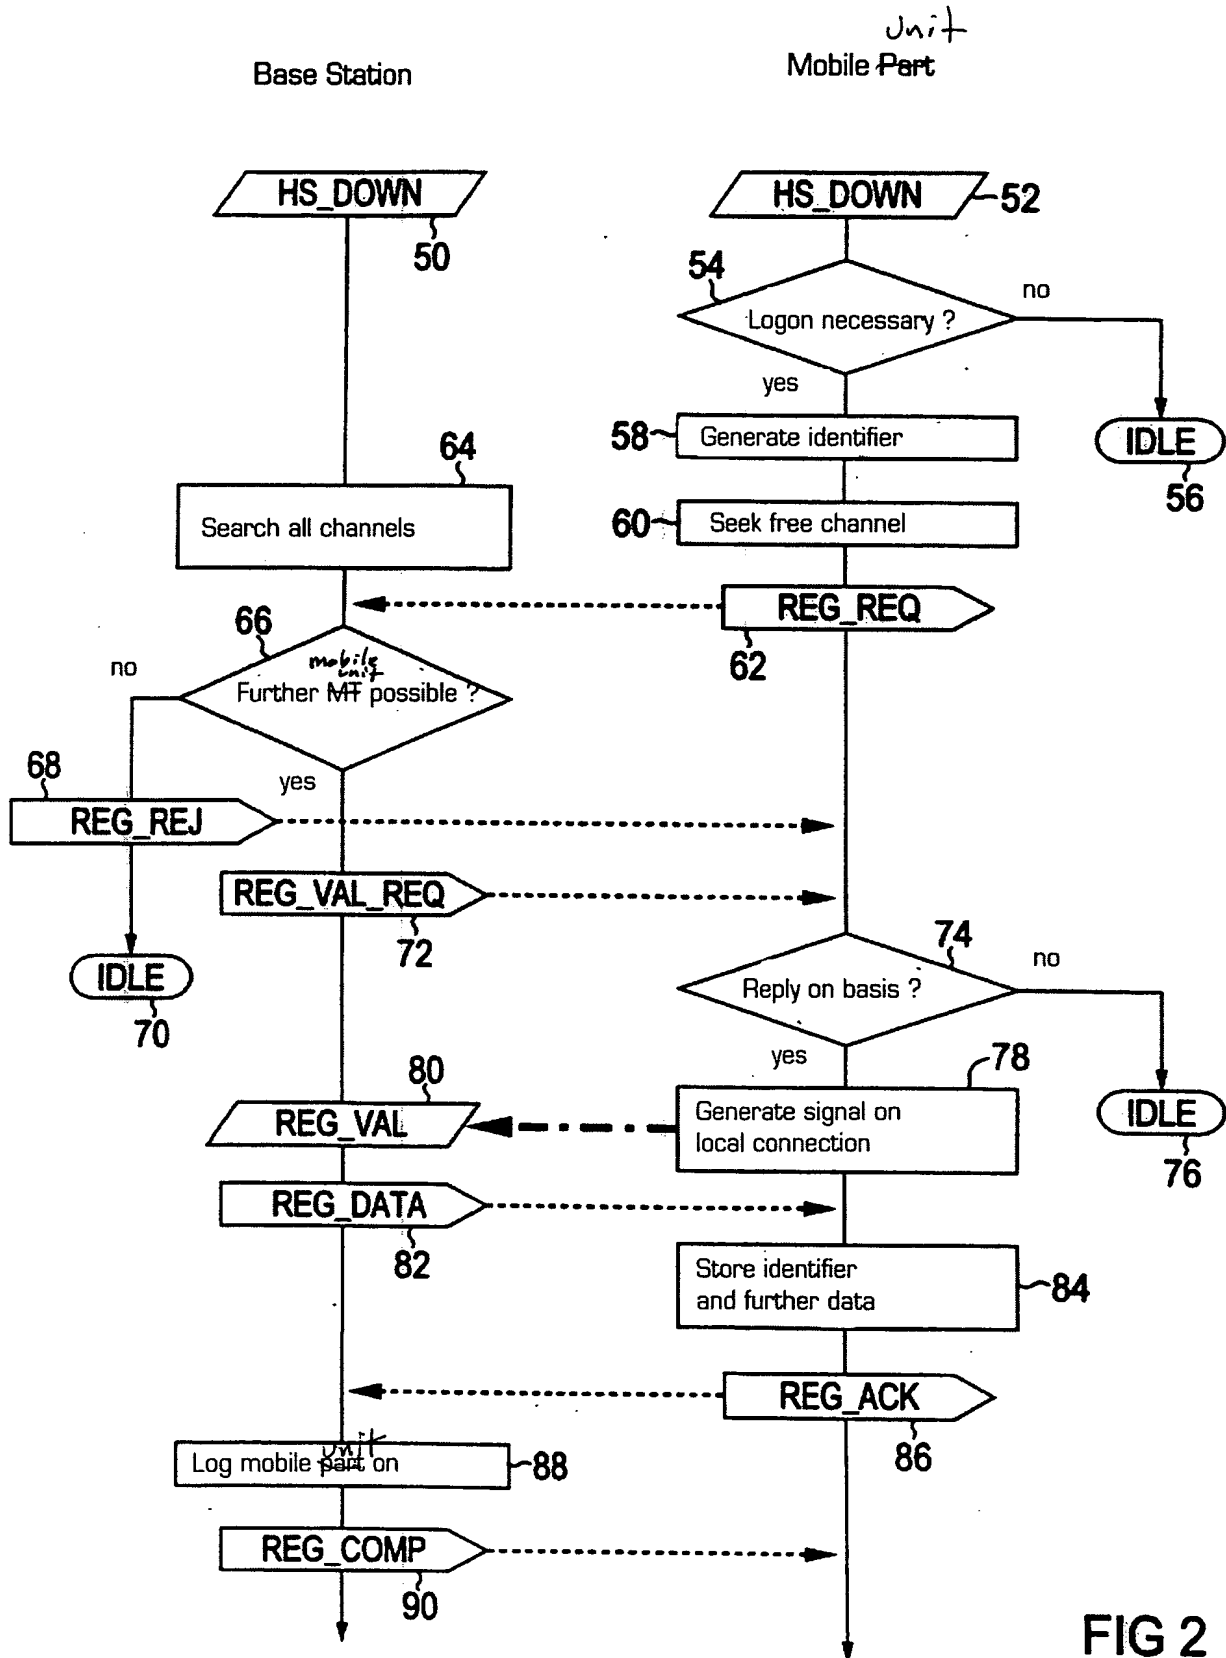 unit
Base Station
Mobile Part
HS_DOWN
50
HS_DOWN
52
54
Logon necessary ?
no
yes
58
Generate identifier
IDLE
56
64
Search all channels
60
Seek free channel
REG_REQ
62
66
no
mobile
unit
Further MT possible ?
yes
68
REG_REJ
REG_VAL_REQ
72
IDLE
70
74
Reply on basis ?
no
yes
78
80
REG_VAL
Generate signal on
local connection
IDLE
76
REG_DATA
82
Store identifier
and further data
84
REG_ACK
86
unit
Log mobile part on
88
REG_COMP
90
FIG 2